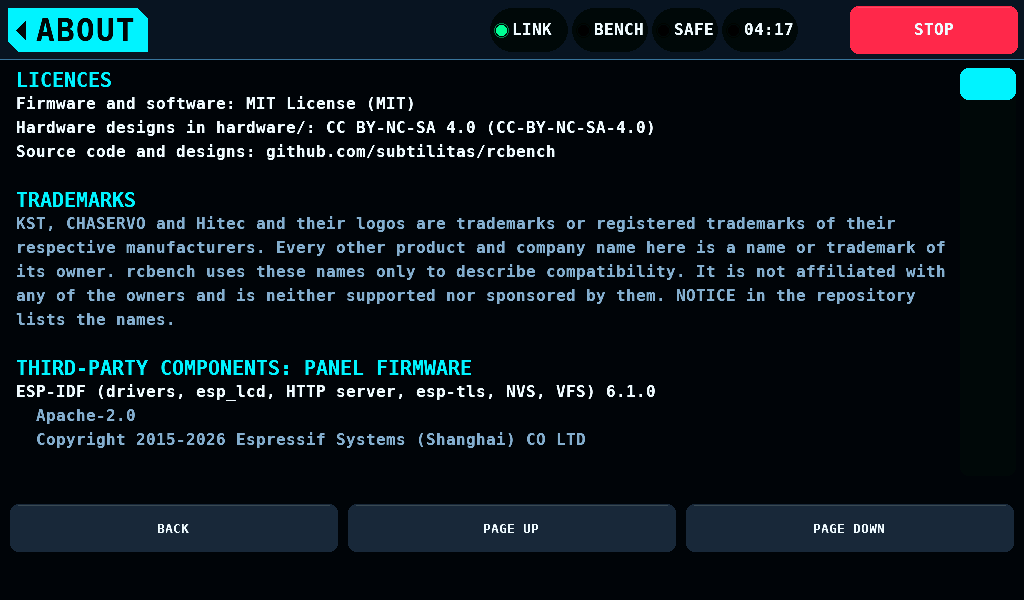 ABOUT
LINK
BENCH
SAFE
04:17
STOP
LICENCES
Firmware and software: MIT License (MIT)
Hardware designs in hardware/: CC BY-NC-SA 4.0 (CC-BY-NC-SA-4.0)
Source code and designs: github.com/subtilitas/rcbench
TRADEMARKS
KST, CHASERVO and Hitec and their logos are trademarks or registered trademarks of their
respective manufacturers. Every other product and company name here is a name or trademark of
its owner. rcbench uses these names only to describe compatibility. It is not affiliated with
any of the owners and is neither supported nor sponsored by them. NOTICE in the repository
lists the names.
THIRD-PARTY COMPONENTS: PANEL FIRMWARE
ESP-IDF (drivers, esp_lcd, HTTP server, esp-tls, NVS, VFS) 6.1.0
Apache-2.0
Copyright 2015-2026 Espressif Systems (Shanghai) CO LTD
BACK
PAGE UP
PAGE DOWN